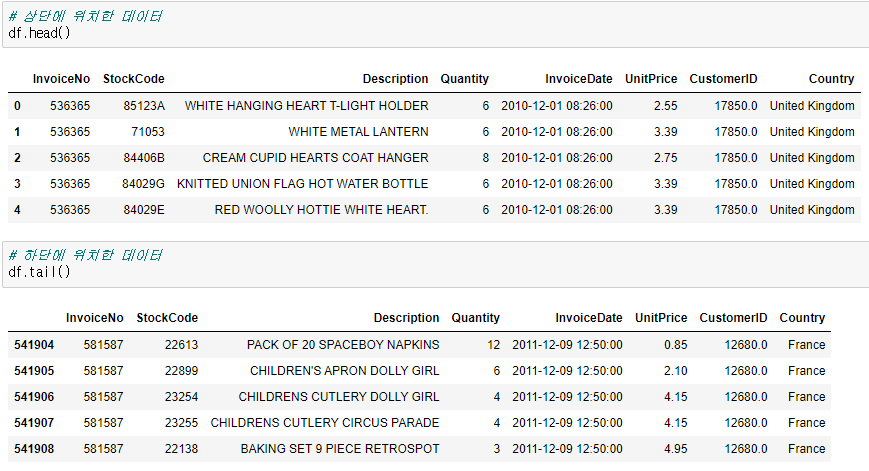 # 상단에 위치한 데이터
df.head()
InvoiceNo StockCode Description Quantity InvoiceDate UnitPrice CustomerID Country
0 536365 85123A WHITE HANGING HEART T-LIGHT HOLDER 6 2010-12-01 08:26:00 2.55 17850.0 United Kingdom
1 536365 71053 WHITE METAL LANTERN 6 2010-12-01 08:26:00 3.39 17850.0 United Kingdom
2 536365 84406B CREAM CUPID HEARTS COAT HANGER 8 2010-12-01 08:26:00 2.75 17850.0 United Kingdom
3 536365 84029G KNITTED UNION FLAG HOT WATER BOTTLE 6 2010-12-01 08:26:00 3.39 17850.0 United Kingdom
4 536365 84029E RED WOOLLY HOTTIE WHITE HEART. 6 2010-12-01 08:26:00 3.39 17850.0 United Kingdom
# 하단에 위치한 데이터
df.tail()
InvoiceNo StockCode Description Quantity InvoiceDate UnitPrice CustomerID Country
541904 581587 22613 PACK OF 20 SPACEBOY NAPKINS 12 2011-12-09 12:50:00 0.85 12680.0 France
541905 581587 22899 CHILDREN'S APRON DOLLY GIRL 6 2011-12-09 12:50:00 2.10 12680.0 France
541906 581587 23254 CHILDRENS CUTLERY DOLLY GIRL 4 2011-12-09 12:50:00 4.15 12680.0 France
541907 581587 23255 CHILDRENS CUTLERY CIRCUS PARADE 4 2011-12-09 12:50:00 4.15 12680.0 France
541908 581587 22138 BAKING SET 9 PIECE RETROSPOT 3 2011-12-09 12:50:00 4.95 12680.0 France